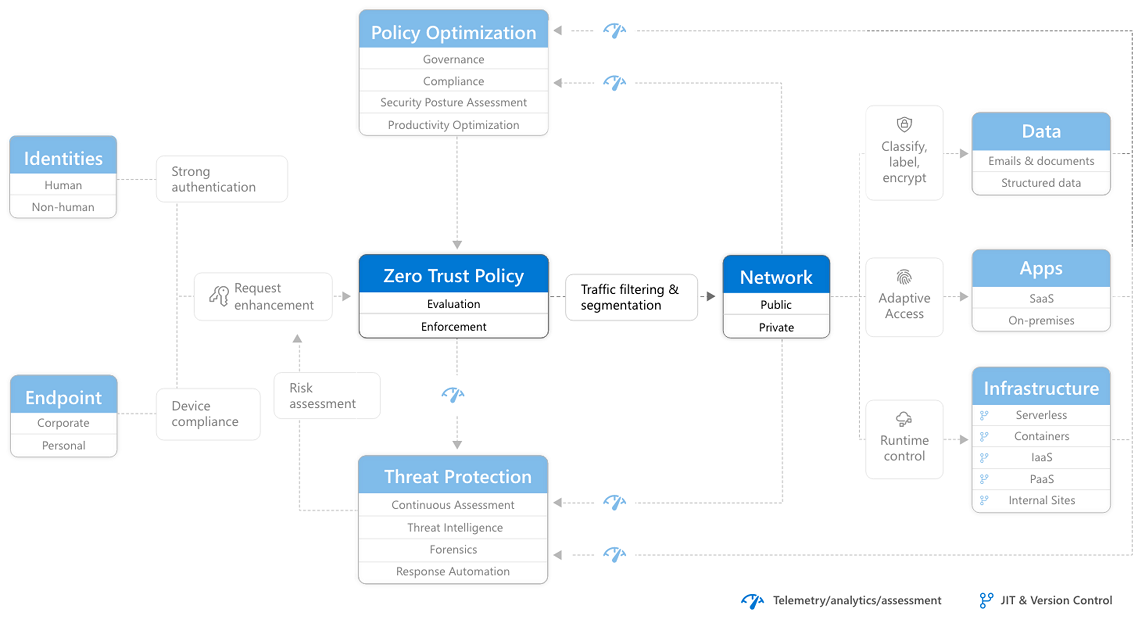 Policy Optimization
Governance
Compliance
Security Posture Assessment
Productivity Optimization
Identities
Human
Non-human
Strong
authentication
Request
enhancement
Endpoint
Corporate
Personal
Device
compliance
Risk
assessment
Zero Trust Policy
Evaluation
Enforcement
Traffic filtering &
segmentation
Network
Public
Private
Threat Protection
Continuous Assessment
Threat Intelligence
Forensics
Response Automation
Classify,
label,
encrypt
Data
Emails & documents
Structured data
Adaptive
Access
Apps
SaaS
On-premises
Runtime
control
Infrastructure
Serverless
Containers
IaaS
PaaS
Internal Sites
Telemetry/analytics/assessment
JIT & Version Control